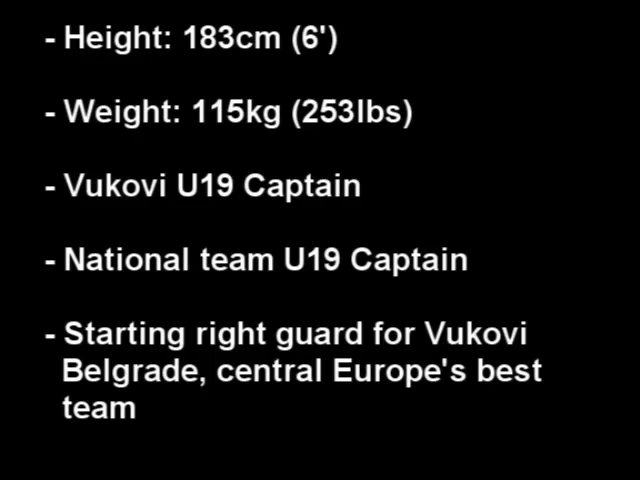 - Height: 183cm (6')
- Weight: 115kg (253lbs)
- Vukovi U19 Captain
- National team U19 Captain
- Starting right guard for Vukovi
Belgrade, central Europe's best
team